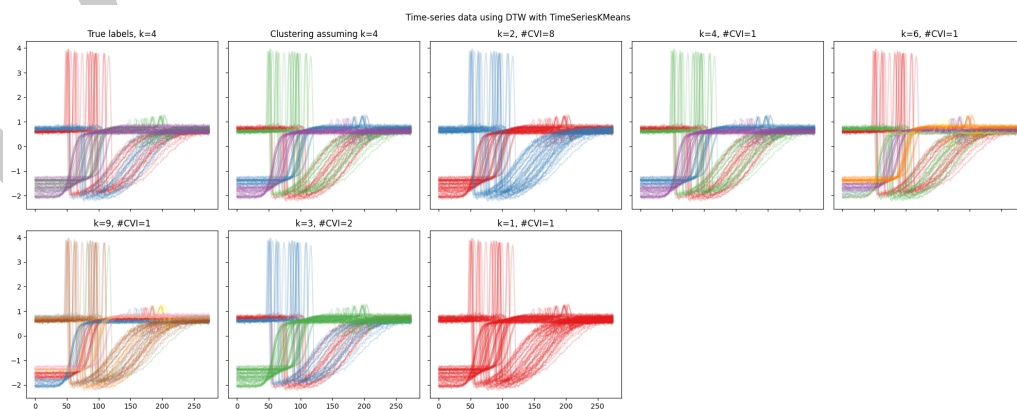 Time-series data using DTW with TimeSeriesKMeans
True labels, k=4
Clustering assuming k=4
k=2, #CVI=8
k=4, #CVI=1
k=6, #CVI=1
4
3
2
1
0
−1
−2
k=9, #CVI=1
k=3, #CVI=2
k=1, #CVI=1
4
3
2
1
0
−1
−2
0 50 100 150 200 250
0 50 100 150 200 250
0 50 100 150 200 250